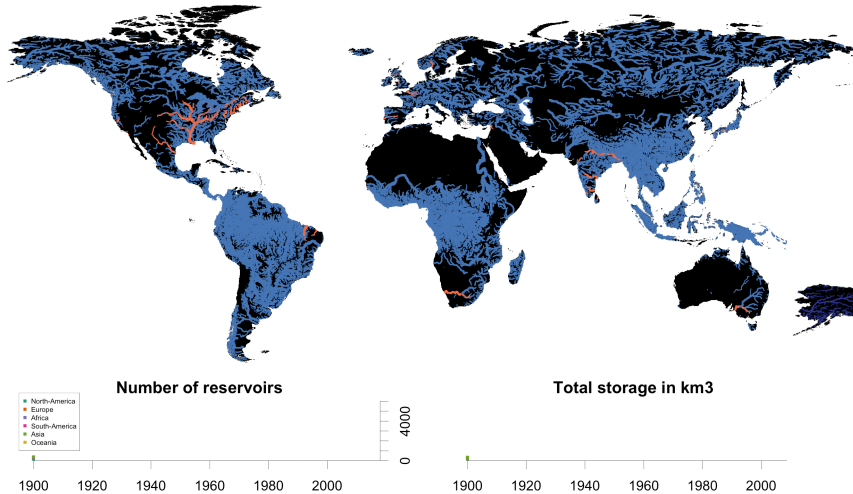 Number of reservoirs
Total storage in km3
North-America
Europe
Africa
South-America
Asia
Oceania
4000
0
1900 1920 1940 1960 1980 2000
1900 1920 1940 1960 1980 2000